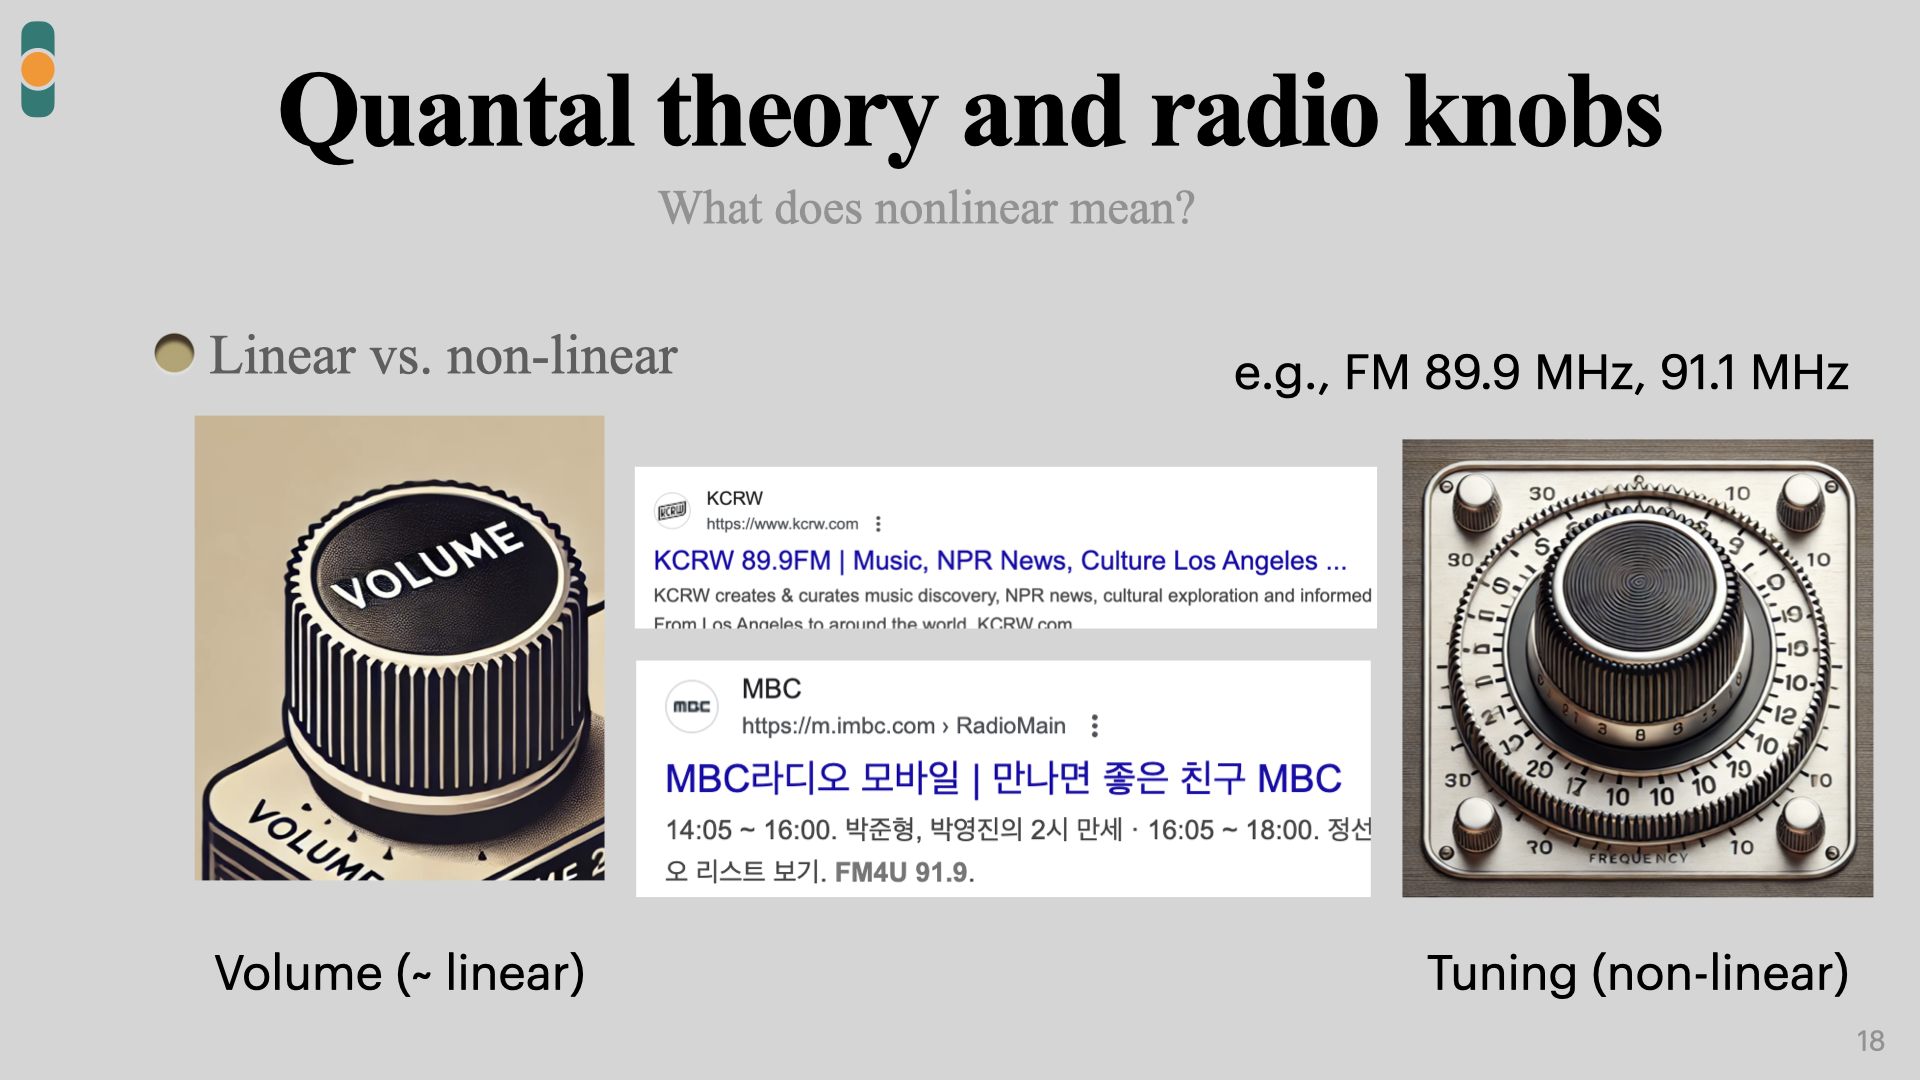 Quantal theory and radio knobs
What does nonlinear mean?
Linear vs. non-linear
e.g., FM 89.9 MHz, 91.1 MHz
VOLUME
VOLUME
KCRW
KCRW
https://www.kcrw.com
KCRW 89.9FM | Music, NPR News, Culture Los Angeles ...
KCRW creates & curates music discovery, NPR news, cultural exploration and informed
From Los Angeles to around the world, KCRW.com
mbc
MBC
https://m.imbc.com › RadioMain
MBC라디오 모바일 | 만나면 좋은 친구 MBC
14:05 ~ 16:00. 박준형, 박영진의 2시 만세 · 16:05 ~ 18:00. 정선
오 리스트 보기. FM4U 91.9.
30 10
30 10
10
12
10
20 17 10 10 10
10
FREQUENCY
Volume (~ linear)
Tuning (non-linear)
18